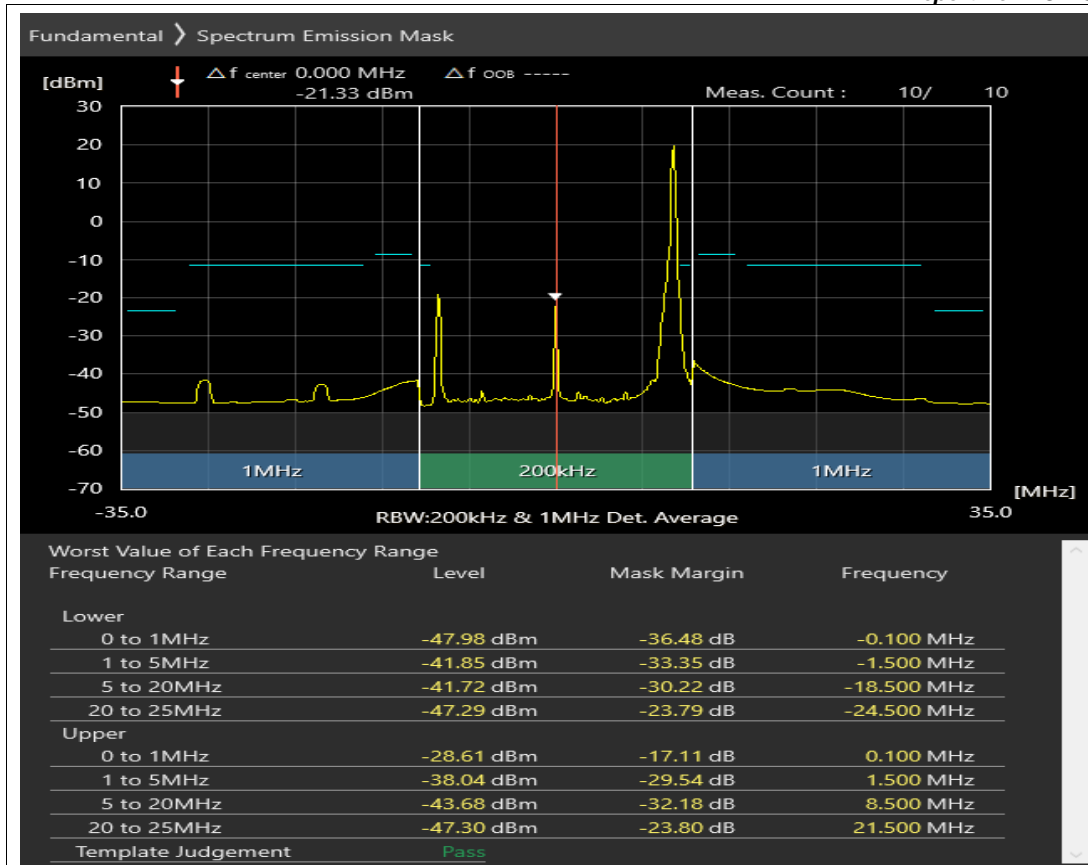 Fundamental 〉 Spectrum Emission Mask
[dBm] △f center 0.000 MHz △f OOB -----
-21.33 dBm Meas. Count : 10/ 10
30
20
10
0
-10
-20
-30
-40
-50
-60
-70
1MHz 200kHz 1MHz
[MHz]
-35.0 RBW:200kHz & 1MHz Det. Average 35.0
Worst Value of Each Frequency Range
Frequency Range Level Mask Margin Frequency
Lower
0 to 1MHz -47.98 dBm -36.48 dB -0.100 MHz
1 to 5MHz -41.85 dBm -33.35 dB -1.500 MHz
5 to 20MHz -41.72 dBm -30.22 dB -18.500 MHz
20 to 25MHz -47.29 dBm -23.79 dB -24.500 MHz
Upper
0 to 1MHz -28.61 dBm -17.11 dB 0.100 MHz
1 to 5MHz -38.04 dBm -29.54 dB 1.500 MHz
5 to 20MHz -43.68 dBm -32.18 dB 8.500 MHz
20 to 25MHz -47.30 dBm -23.80 dB 21.500 MHz
Template Judgement Pass